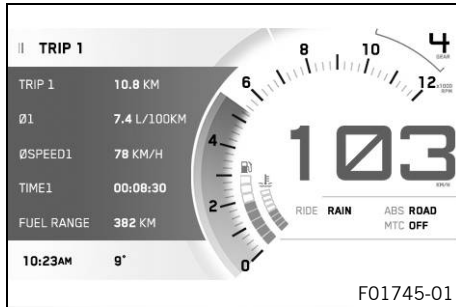 TRIP 1
TRIP 1 10.8 KM
Ø1 7.4 L/100KM
ØSPEED1 78 KM/H
TIME1 00:08:30
FUEL RANGE 382 KM
10:23AM 9°
0
2
4
6
8
10
12 x1000 RPM
4
GEAR
103
KM/H
RIDE RAIN ABS ROAD
MTC OFF
F01745-01